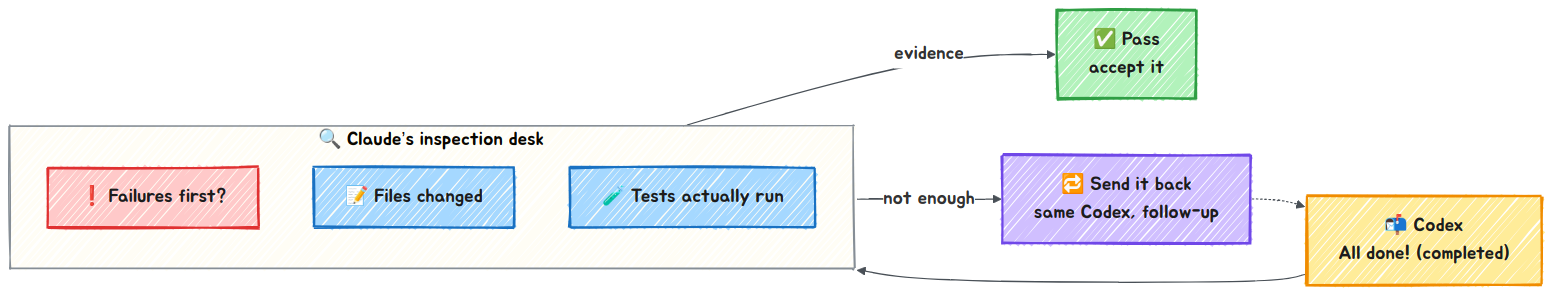 ✅ Pass
accept it
evidence
🔍 Claude's inspection desk
❗ Failures first?
📝 Files changed
🧪 Tests actually run
not enough
🔁 Send it back
same Codex, follow-up
📬 Codex
All done! (completed)